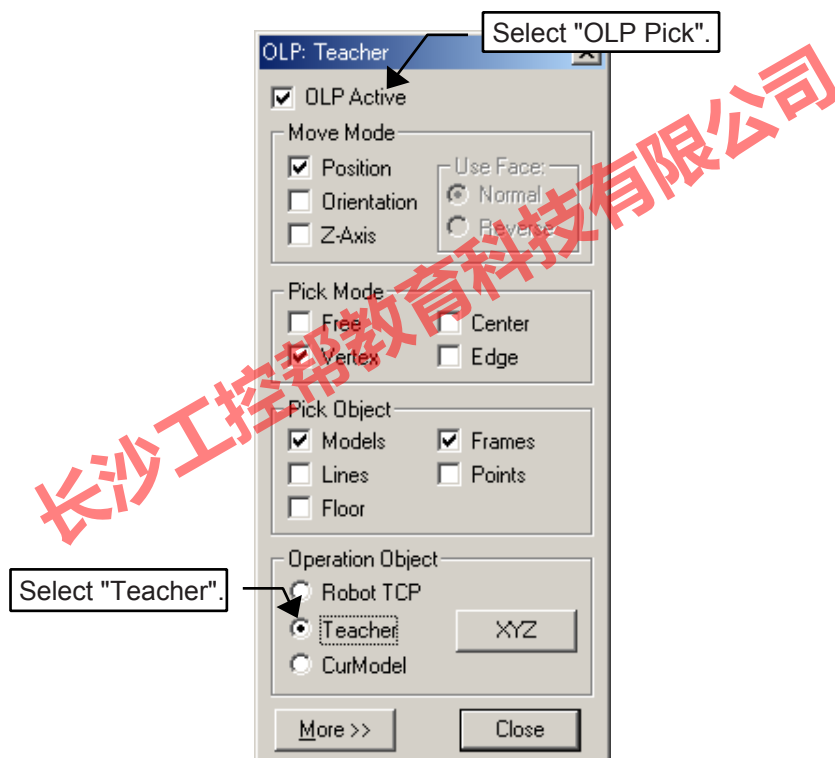 Select "OLP Pick".
OLP: Teacher
OLP Active
Move Mode
Position
Use Face:
Orientation
Normal
Z-Axis
Reverse
Pick Mode
Free
Center
Vertex
Edge
Pick Object
Models
Frames
Lines
Points
Floor
Operation Object
Select "Teacher".
Robot TCP
Teacher
XYZ
CurModel
More >>
Close
长沙工控帮教育科技有限公司